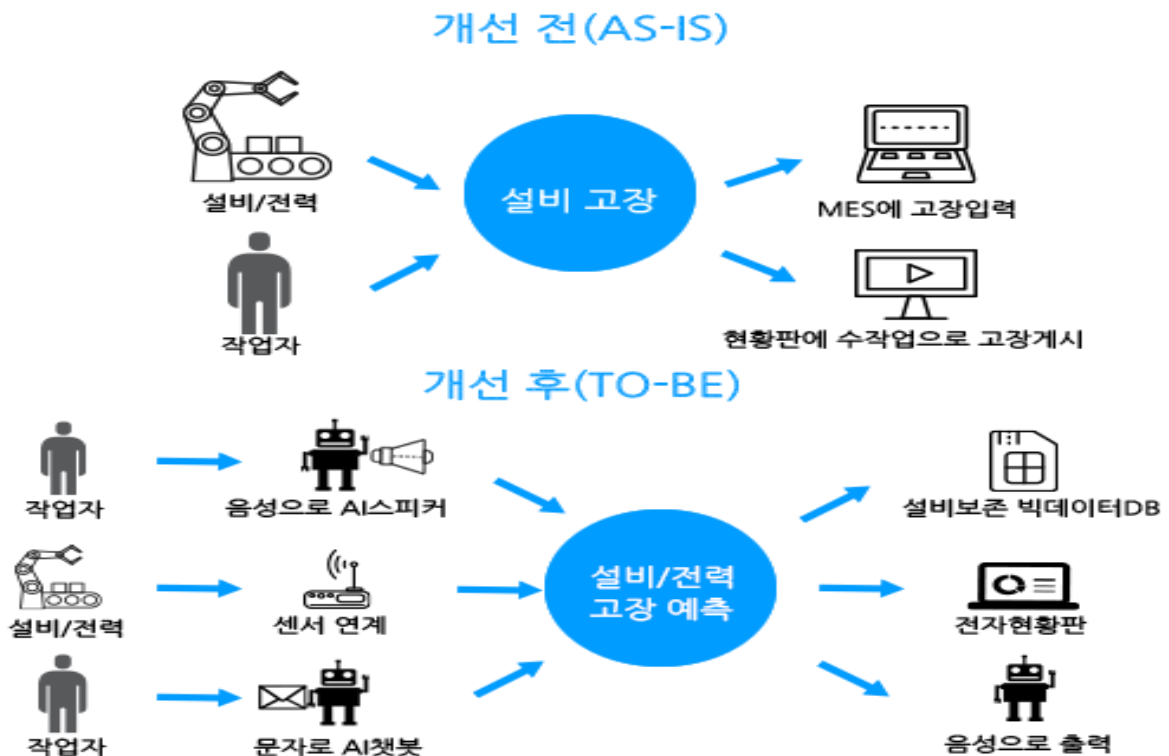 개선 전(AS-IS)
설비/전력
작업자
설비 고장
MES에 고장입력
현황판에 수작업으로 고장게시
개선 후(TO-BE)
작업자
음성으로 AI스피커
설비/전력
센서 연계
작업자
문자로 AI챗봇
설비/전력
고장 예측
설비보존 빅데이터DB
전자현황판
음성으로 출력